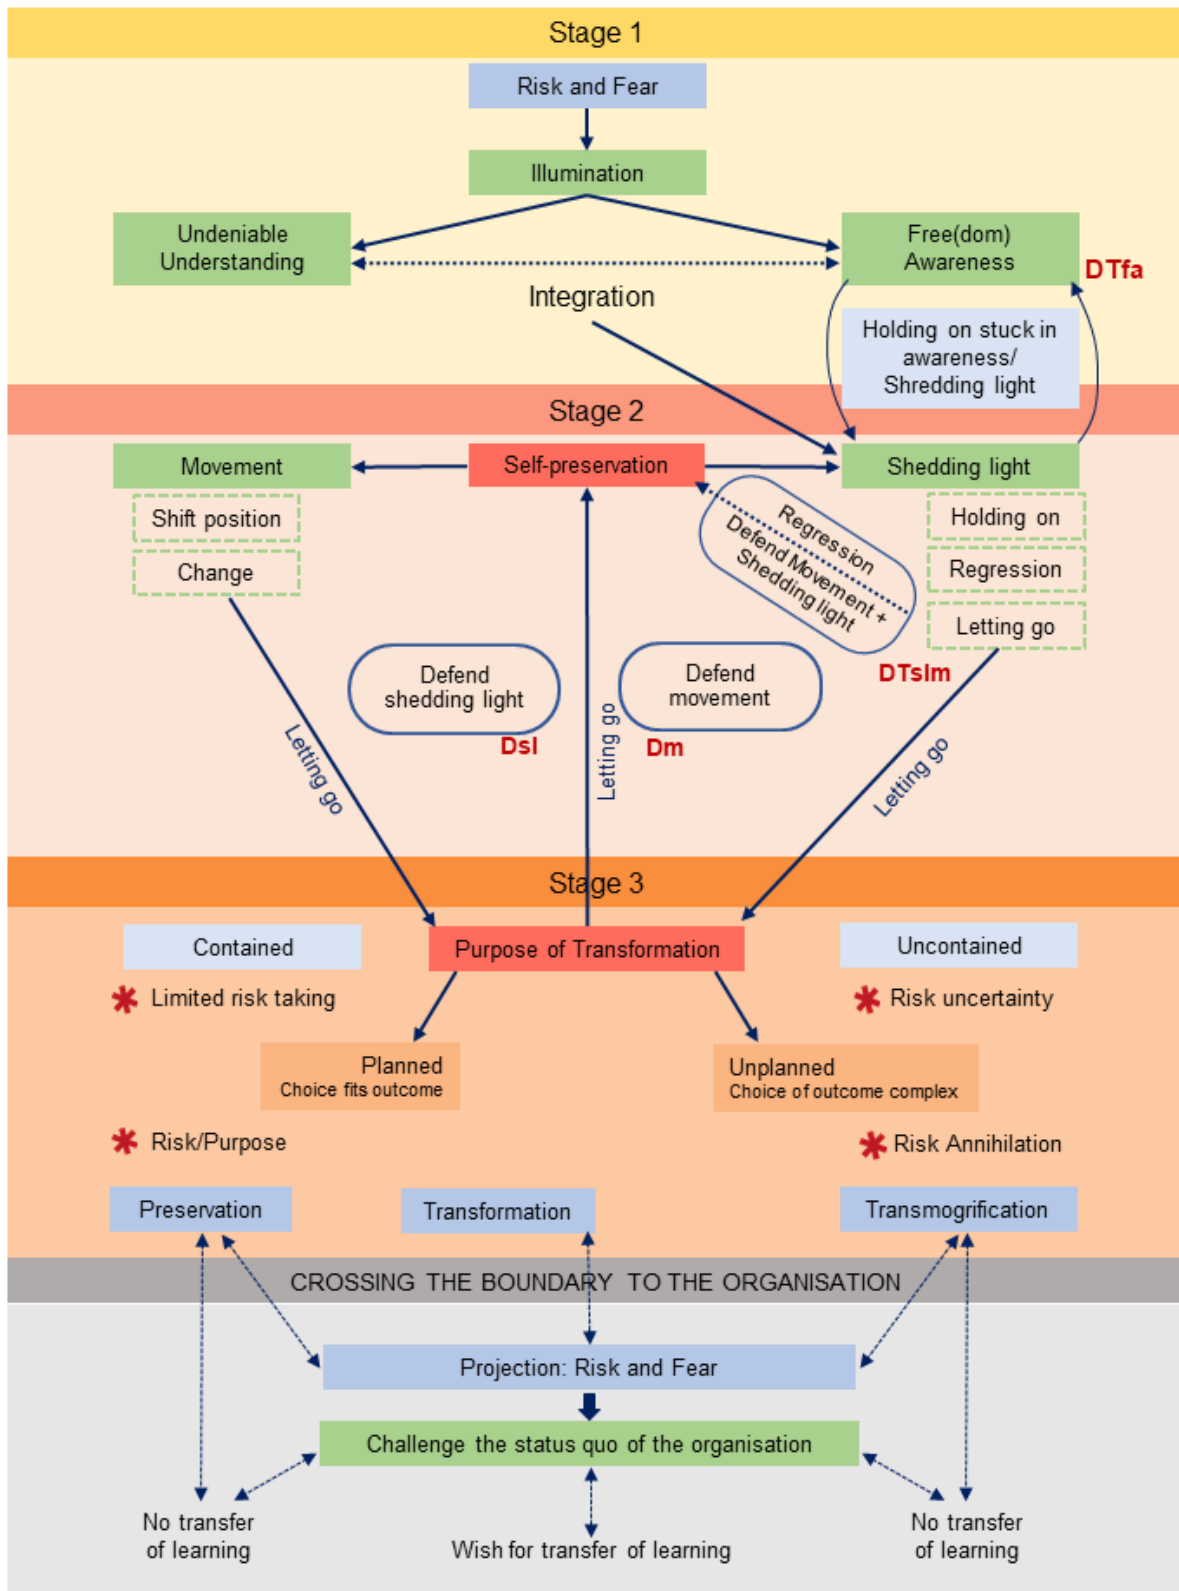 Stage 1
Risk and Fear
Illumination
Undeniable
Understanding
Free(dom)
Awareness
DTfa
Integration
Holding on stuck in
awareness/
Shredding light
Stage 2
Movement
Self-preservation
Shedding light
Shift position
Change
Regression
Defend Movement +
Shedding light
Holding on
Regression
Letting go
DTslm
Defend
shedding light
Dsl
Defend
movement
Dm
Letting go
Letting go
Letting go
Stage 3
Contained
Purpose of Transformation
Uncontained
Limited risk taking
Risk uncertainty
Planned
Choice fits outcome
Unplanned
Choice of outcome complex
Risk/Purpose
Risk Annihilation
Preservation
Transformation
Transmogrification
CROSSING THE BOUNDARY TO THE ORGANISATION
Projection: Risk and Fear
Challenge the status quo of the organisation
No transfer
of learning
Wish for transfer of learning
No transfer
of learning